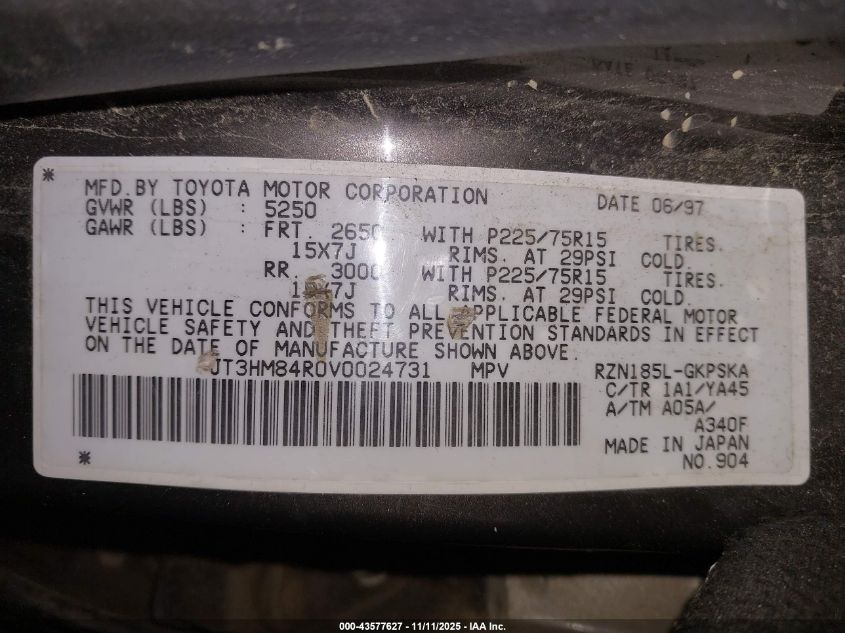 * MFD. BY TOYOTA MOTOR CORPORATION DATE 06/97
GVWR (LBS) : 5250
GAWR (LBS) : FRT. 2650 WITH P225/75R15 TIRES.
15X7J RIMS. AT 29PSI COLD.
RR. 3000 WITH P225/75R15 TIRES.
RIMS. AT 29PSI COLD.
THIS VEHICLE CONFORMS TO ALL APPLICABLE FEDERAL MOTOR
VEHICLE SAFETY AND THEFT PREVENTION STANDARDS IN EFFECT
ON THE DATE OF MANUFACTURE SHOWN ABOVE.
JT3HM84R0V0024731 MPV RZN185L-GKPSKA
C/TR 1A1/YA45
A/TM A05A/
A340F
MADE IN JAPAN
* NO. 904
000-43577627 - 11/11/2025 - IAA Inc.